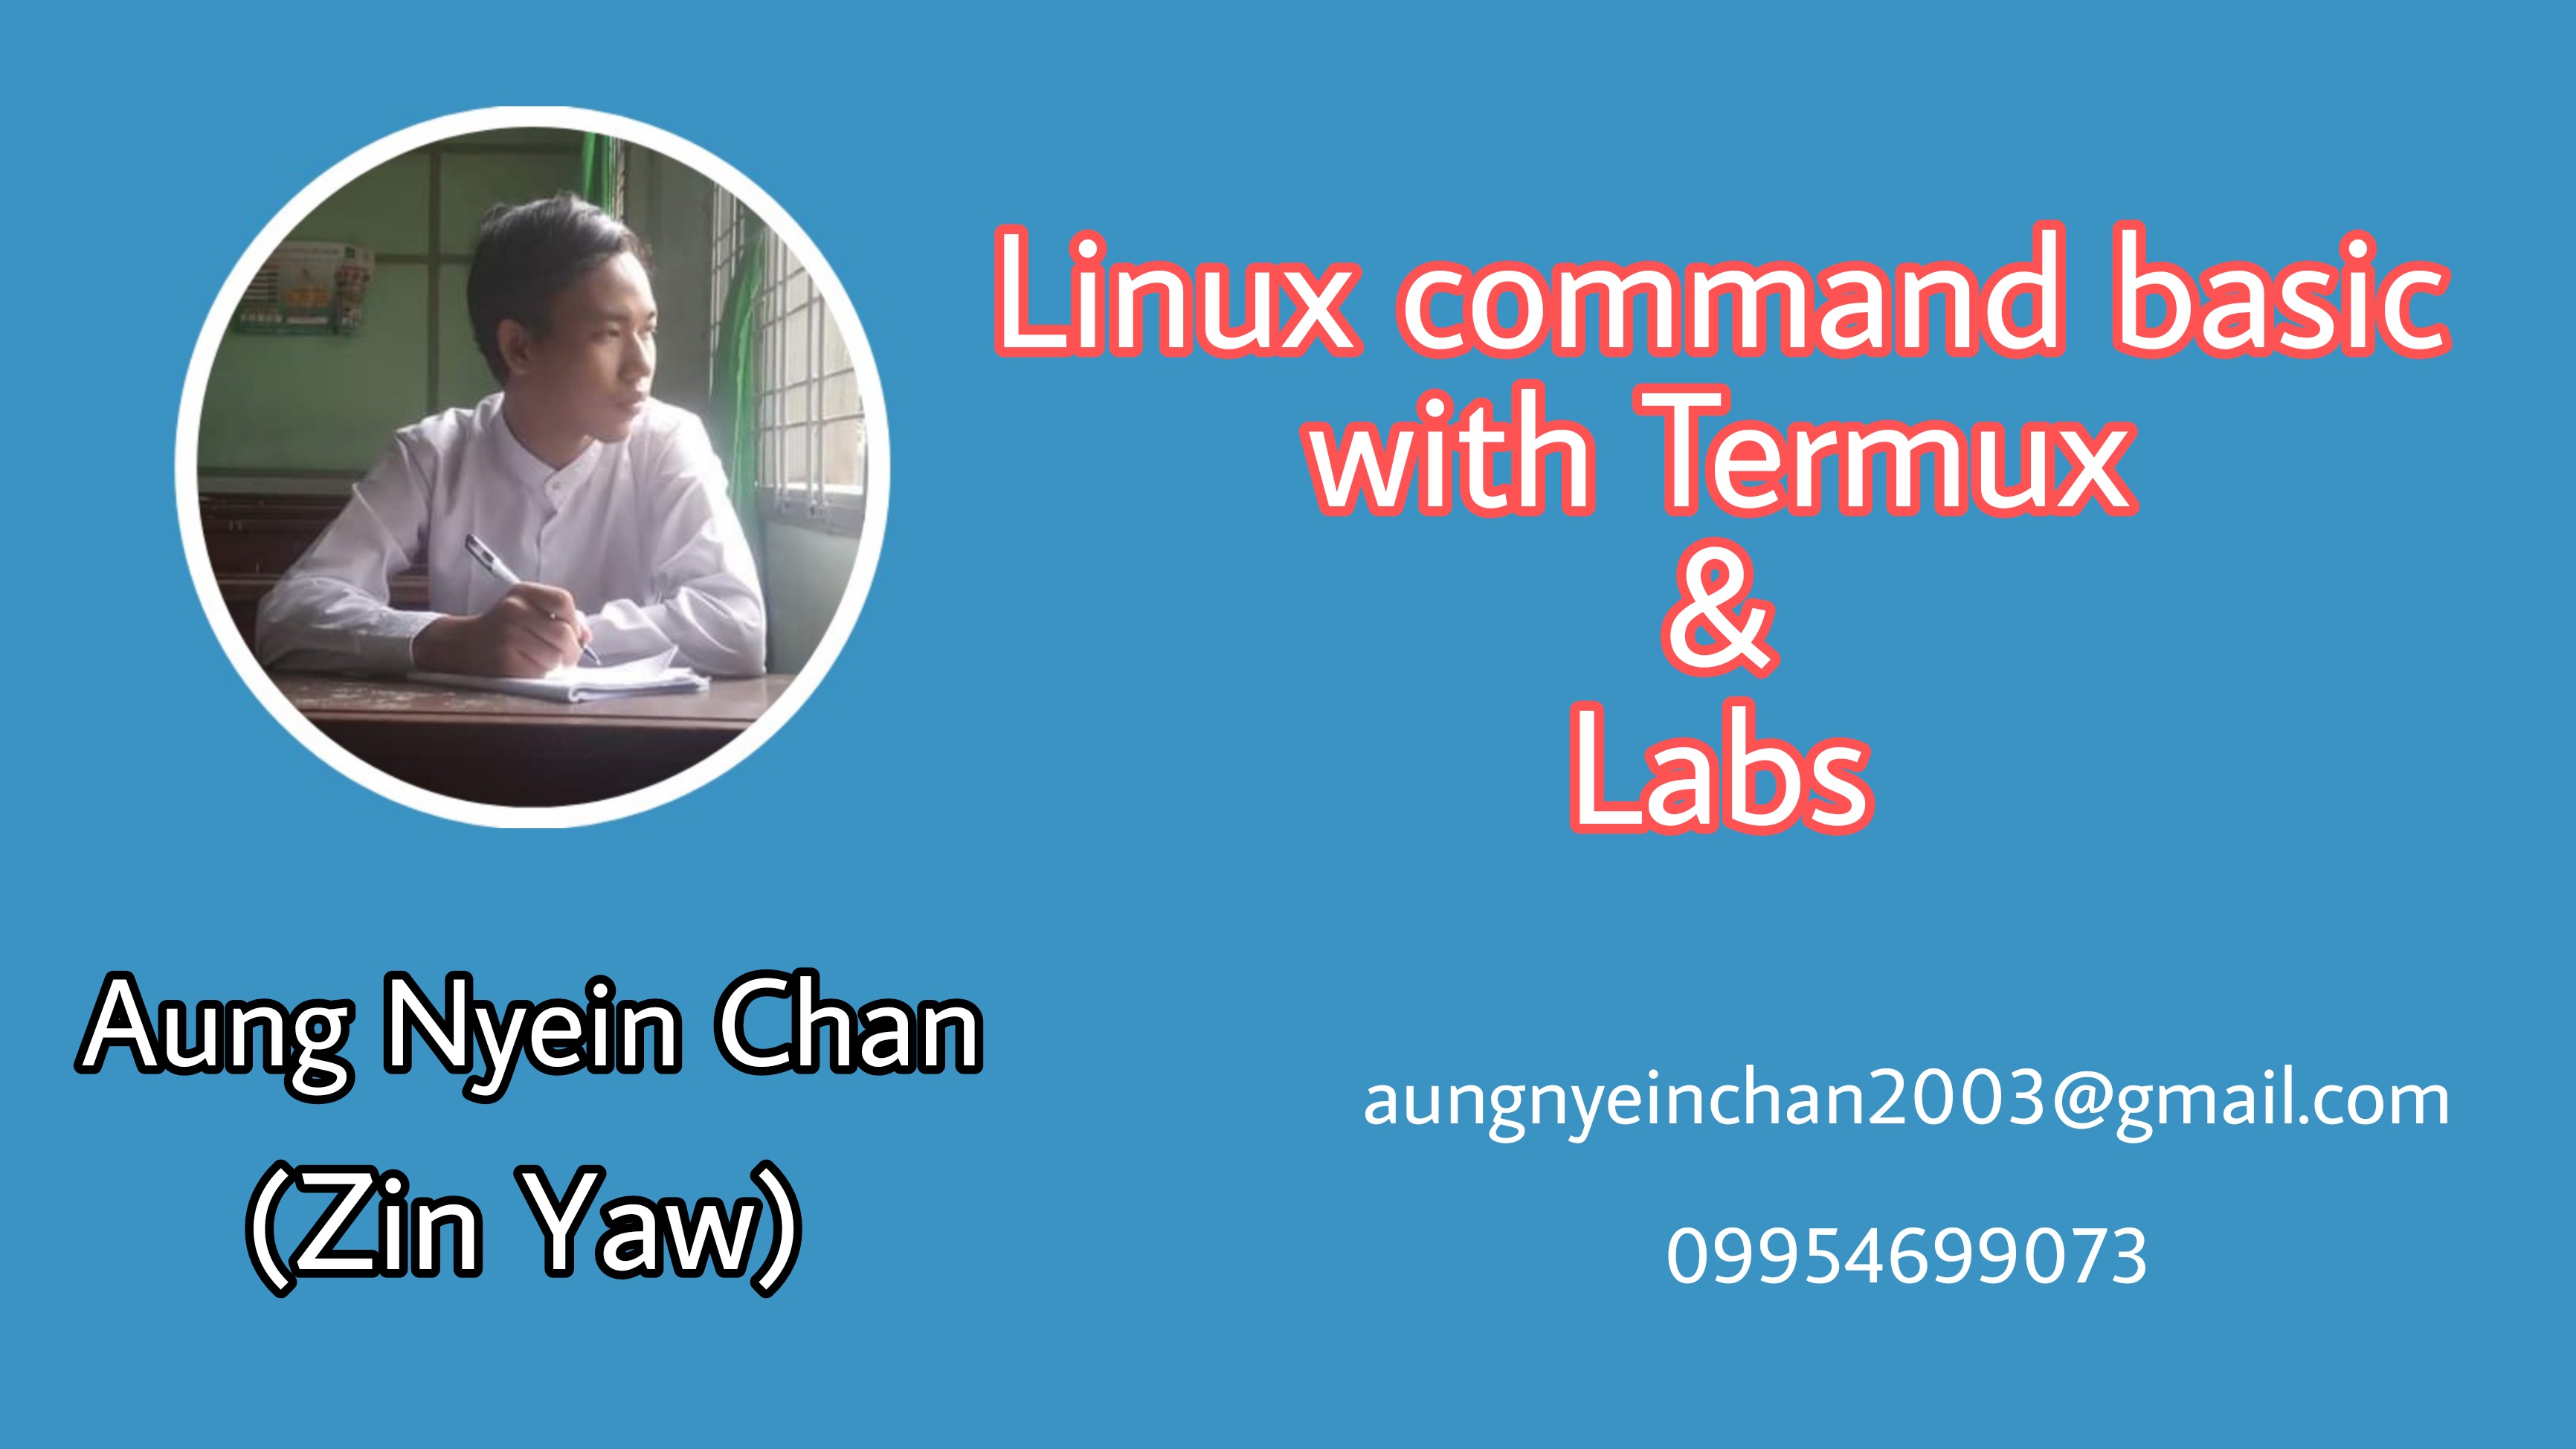 Linux command basic
with Termux
&
Labs
Aung Nyein Chan
(Zin Yaw)
aungnyeinchan2003@gmail.com
09954699073